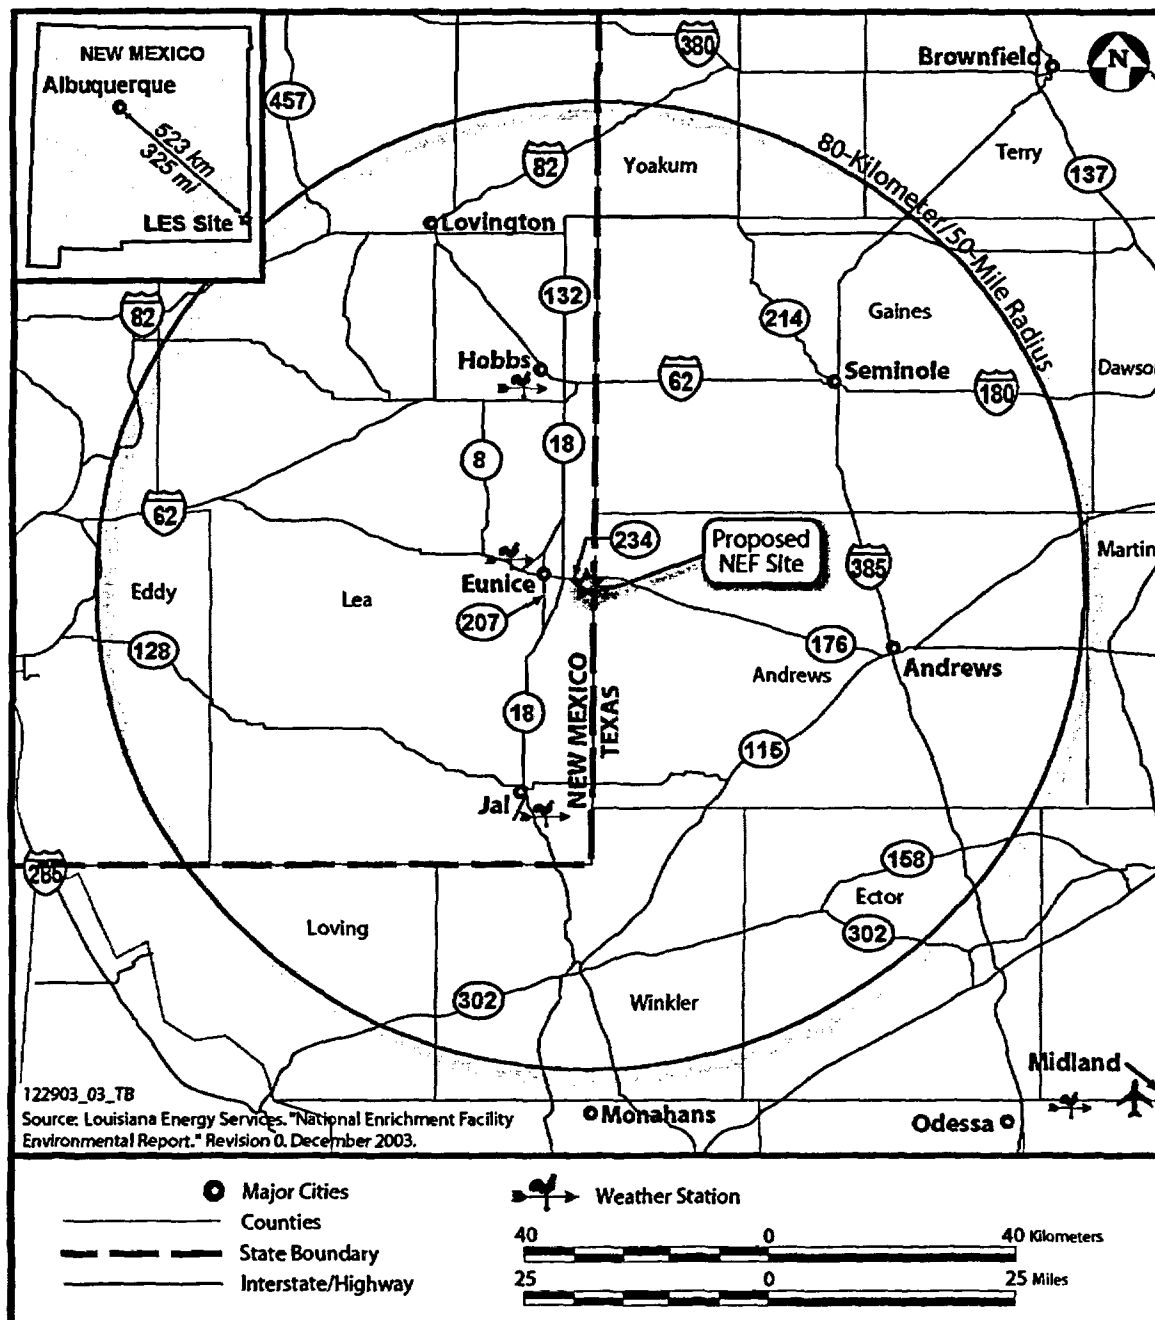 NEW MEXICO
Albuquerque
523 km
325 mi
LES Site
457
380
Brownfield
N
82
Yoakum
80-Kilometer/50-Mile Radius
Terry
137
Lovington
82
132
214
Gaines
Hobbs
62
Seminole
180
Dawso
8
18
62
234
Proposed
NEF Site
385
Martin
Eddy
Lea
Eunice
207
128
176
Andrews
Andrews
18
NEW MEXICO
TEXAS
115
Jal
285
158
Ector
Loving
302
302
Winkler
Midland
122903_03_TB
Source: Louisiana Energy Services. "National Enrichment Facility
Environmental Report." Revision 0. December 2003.
Monahans
Odessa
Major Cities
Weather Station
Counties
State Boundary
Interstate/Highway
40 0 40 Kilometers
25 0 25 Miles